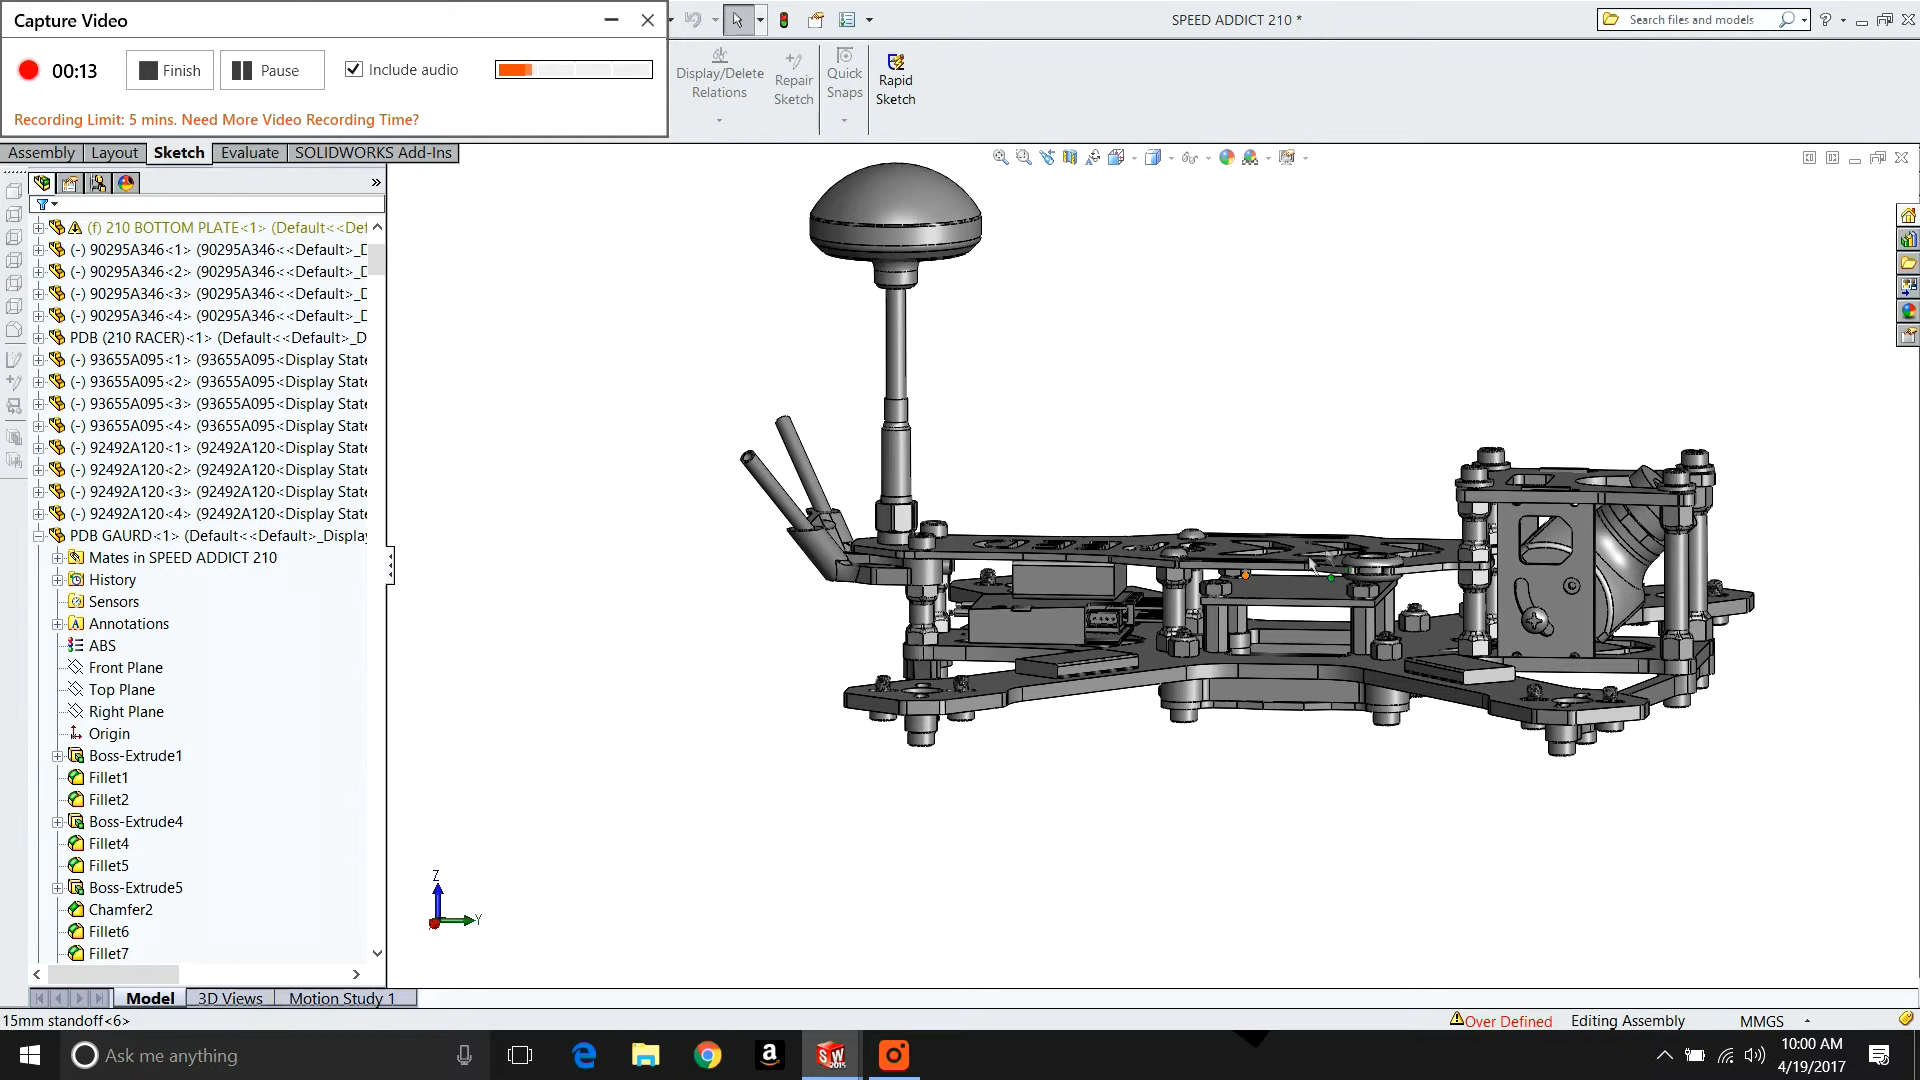 Capture Video
00:13
Finish
Pause
Include audio
Recording Limit: 5 mins. Need More Video Recording Time?
SPEED ADDICT 210 *
Search files and models
Display/Delete Relations
Repair Sketch
Quick Snaps
Rapid Sketch
Assembly
Layout
Sketch
Evaluate
SOLIDWORKS Add-Ins
(f) 210 BOTTOM PLATE<1> (Default<<Def
(-) 90295A346<1> (90295A346<<Default>_D
(-) 90295A346<2> (90295A346<<Default>_D
(-) 90295A346<3> (90295A346<<Default>_D
(-) 90295A346<4> (90295A346<<Default>_D
PDB (210 RACER)<1> (Default<<Default>_D
(-) 93655A095<1> (93655A095<Display State
(-) 93655A095<2> (93655A095<Display State
(-) 93655A095<3> (93655A095<Display State
(-) 93655A095<4> (93655A095<Display State
(-) 92492A120<1> (92492A120<Display State
(-) 92492A120<2> (92492A120<Display State
(-) 92492A120<3> (92492A120<Display State
(-) 92492A120<4> (92492A120<Display State
PDB GAURD<1> (Default<<Default>_Display
Mates in SPEED ADDICT 210
History
Sensors
Annotations
ABS
Front Plane
Top Plane
Right Plane
Origin
Boss-Extrude1
Fillet1
Fillet2
Boss-Extrude4
Fillet4
Fillet5
Boss-Extrude5
Chamfer2
Fillet6
Fillet7
Z
Y
Model
3D Views
Motion Study 1
15mm standoff<6>
Over Defined
Editing Assembly
MMGS
Ask me anything
SW 2015
10:00 AM
4/19/2017